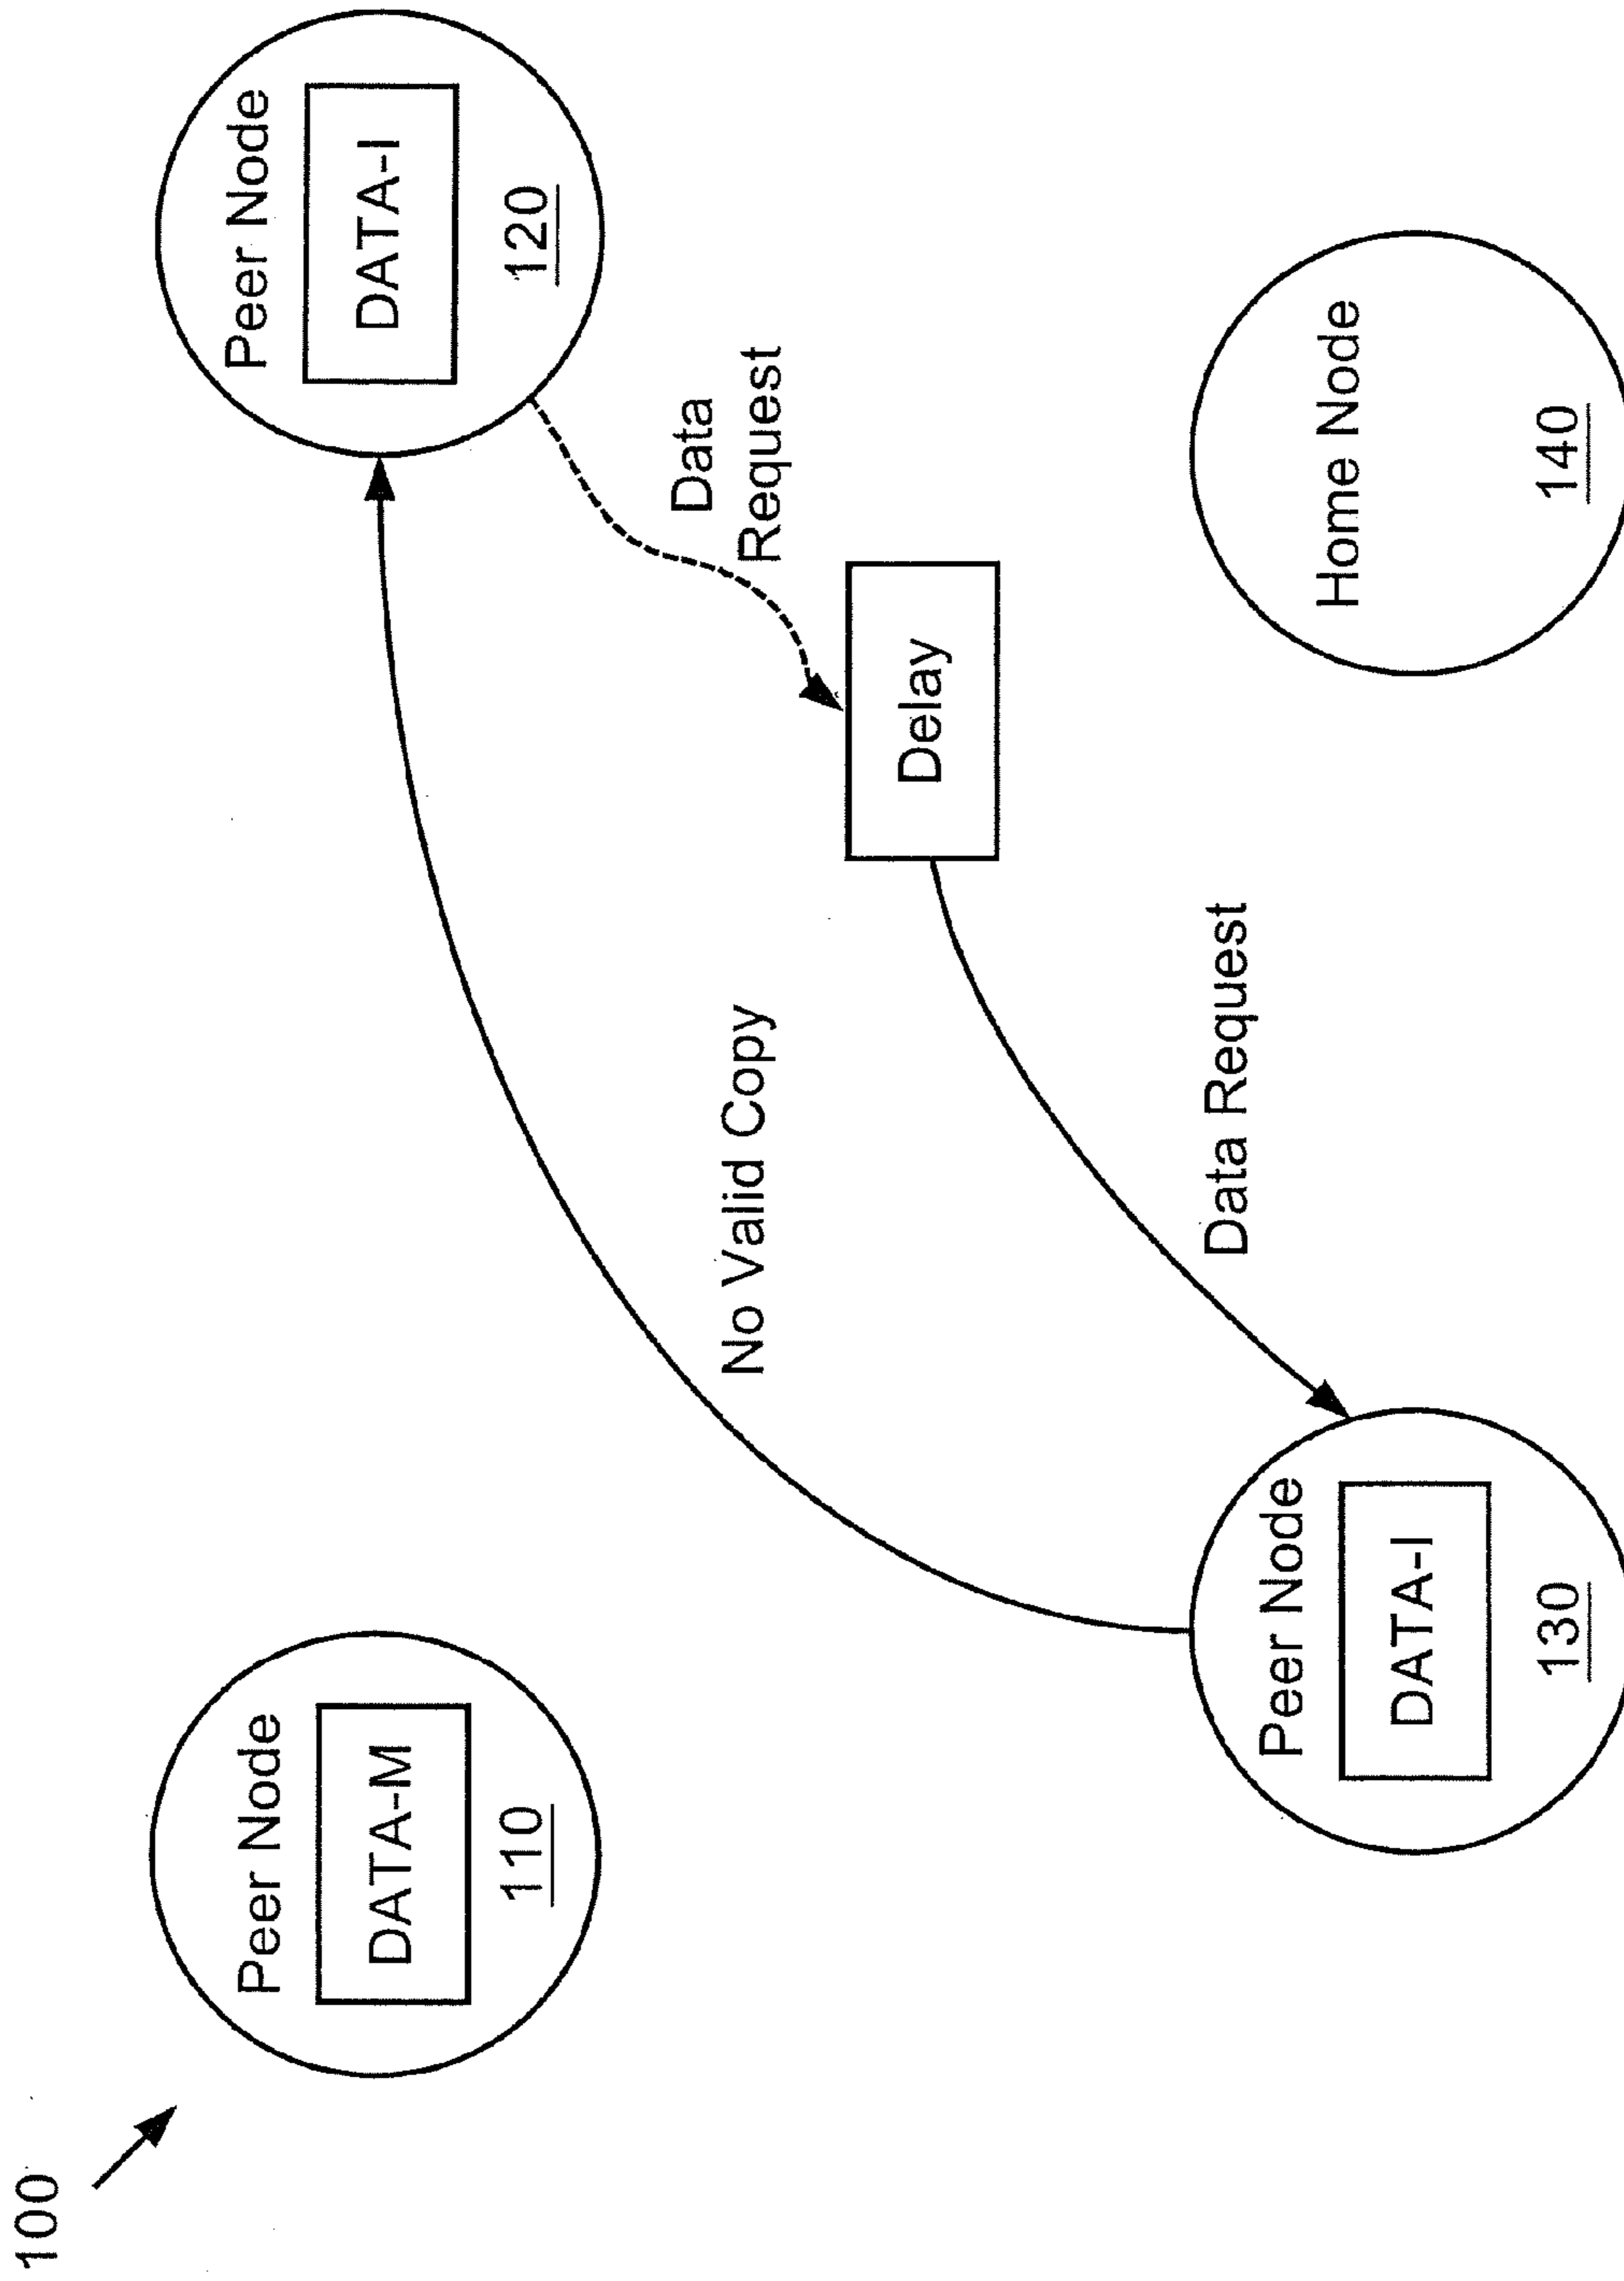 100
Peer Node
DATA-M
110
Peer Node
DATA-I
120
No Valid Copy
Data
Request
Delay
Data Request
Peer Node
DATA-I
130
Home Node
140